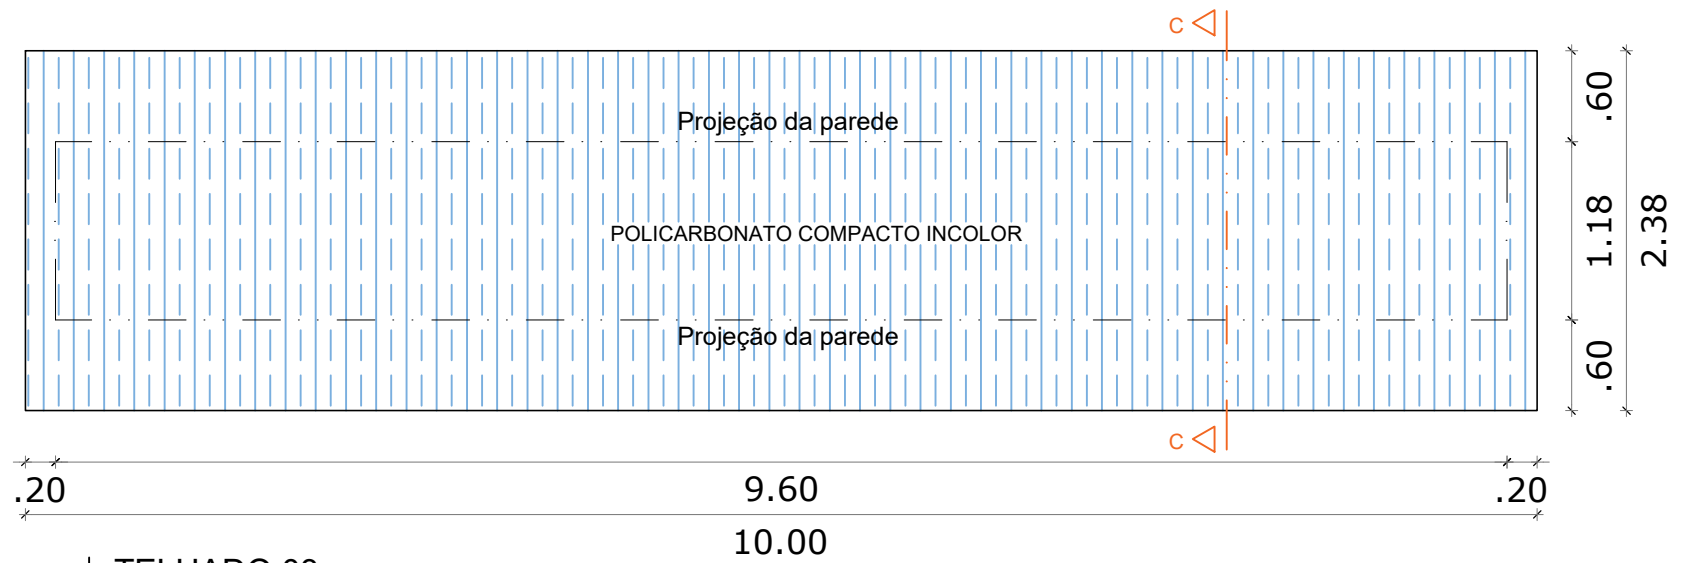 C
.60
Projeção da parede
1.18
2.38
POLICARBONATO COMPACTO INCOLOR
Projeção da parede
.60
C
.20
9.60
.20
10.00